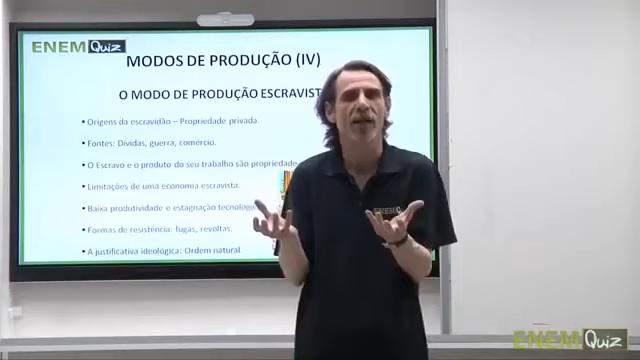 ENEM Quiz
MODOS DE PRODUÇÃO (IV)
O MODO DE PRODUÇÃO ESCRAVIST
• Origens da escravidão – Propriedade privada.
• Fontes: Dívidas, guerra, comércio.
• O Escravo e o produto do seu trabalho são propriedade
• Limitações de uma economia escravista.
• Baixa produtividade e estagnação
• Formas de resistência: fugas, revoltas.
• A justificativa ideológica: Ordem natural.
ENEM
ENEM Quiz